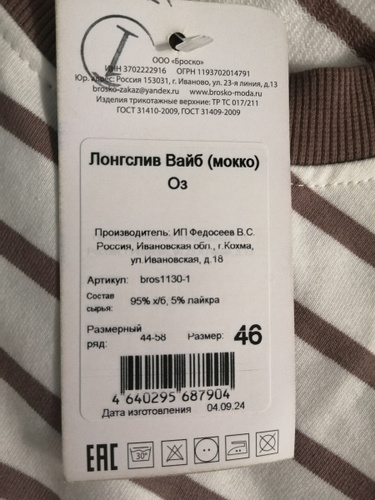 1
ООО «Броско»
ИНН 3702222916 ОГРН 1193702014791
Юр. адрес: Россия 153031, г. Иваново, ул. 23-я линия, д.13
brosko-zakaz@yandex.ru www.brosko-moda.ru
Изделия трикотажные верхние: ТР ТС 017/211
ГОСТ 31410-2009, ГОСТ 31409-2009
Лонгслив Вайб (мокко)
Оз
Производитель: ИП Федосеев В.С.
Россия, Ивановская обл., г.Кохма,
ул.Ивановская, д.18
Артикул: bros1130-1
Состав сырья: 95% х/б, 5% лайкра
Размерный ряд: 44-58 Размер: 46
4 640295 687904
Дата изготовления 04.09.24
EAC 30°